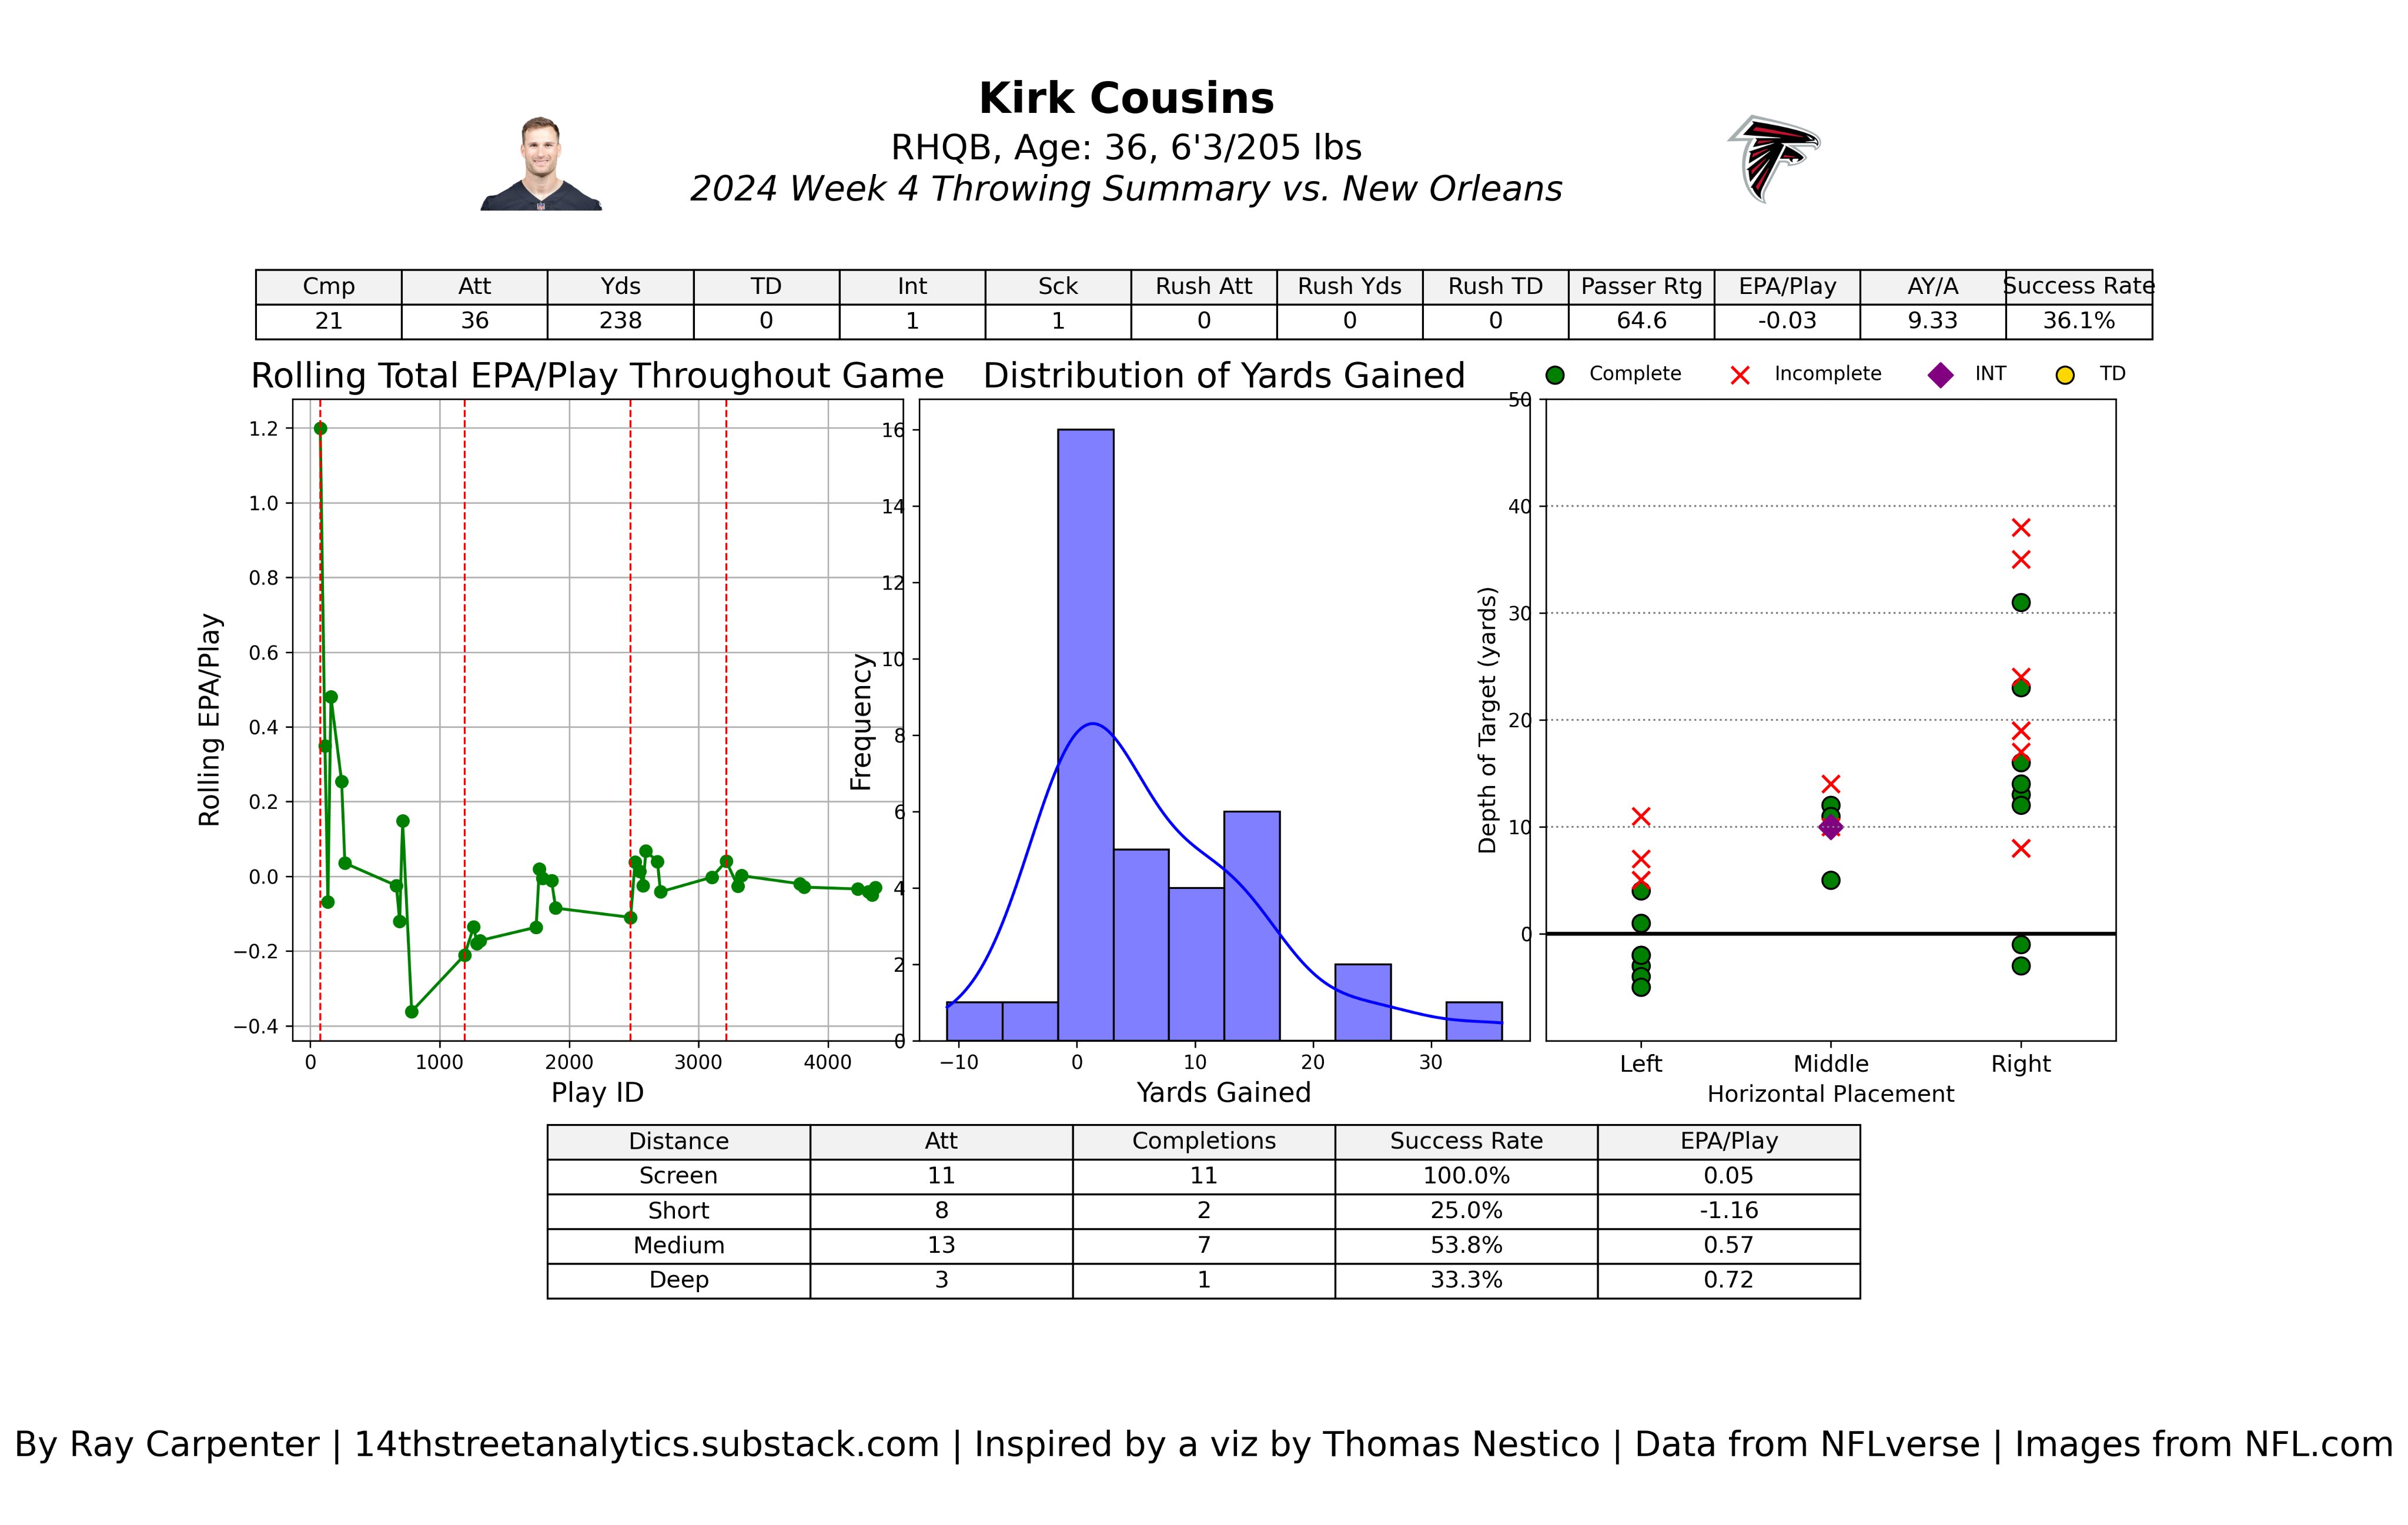 Kirk Cousins
RHQB, Age: 36, 6'3/205 lbs
2024 Week 4 Throwing Summary vs. New Orleans
Cmp Att Yds TD Int Sck Rush Att Rush Yds Rush TD Passer Rtg EPA/Play AY/A Success Rate
21 36 238 0 1 1 0 0 0 64.6 -0.03 9.33 36.1%
Rolling Total EPA/Play Throughout Game
Rolling EPA/Play
1.2
1.0
0.8
0.6
0.4
0.2
0.0
−0.2
−0.4
0 1000 2000 3000 4000
Play ID
Distribution of Yards Gained
Frequency
16
14
12
10
8
6
4
2
0
−10 0 10 20 30
Yards Gained
Complete Incomplete INT TD
Depth of Target (yards)
50
40
30
20
10
0
Left Middle Right
Horizontal Placement
Distance Att Completions Success Rate EPA/Play
Screen 11 11 100.0% 0.05
Short 8 2 25.0% -1.16
Medium 13 7 53.8% 0.57
Deep 3 1 33.3% 0.72
By Ray Carpenter | 14thstreetanalytics.substack.com | Inspired by a viz by Thomas Nestico | Data from NFLverse | Images from NFL.com